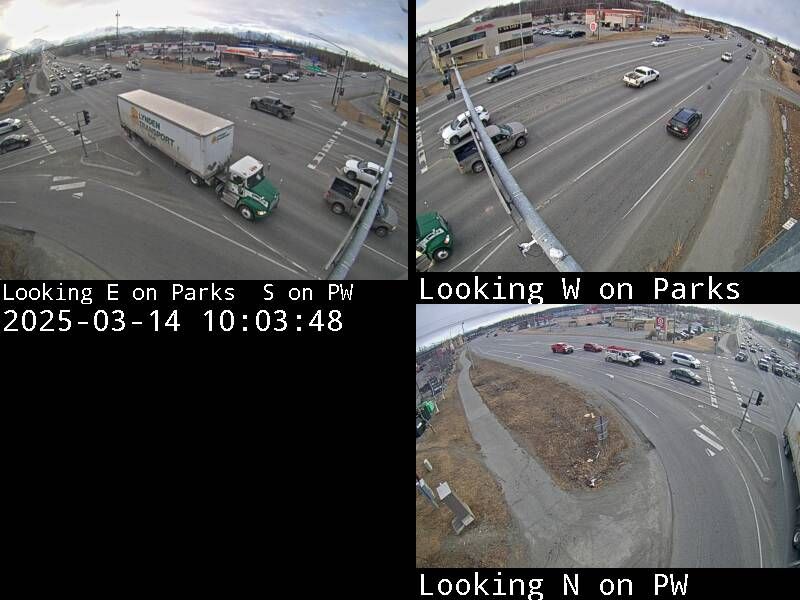 LYNDEN
TRANSPORT
Looking E on Parks  S on PW
2025-03-14 10:03:48
Looking W on Parks
Looking N on PW